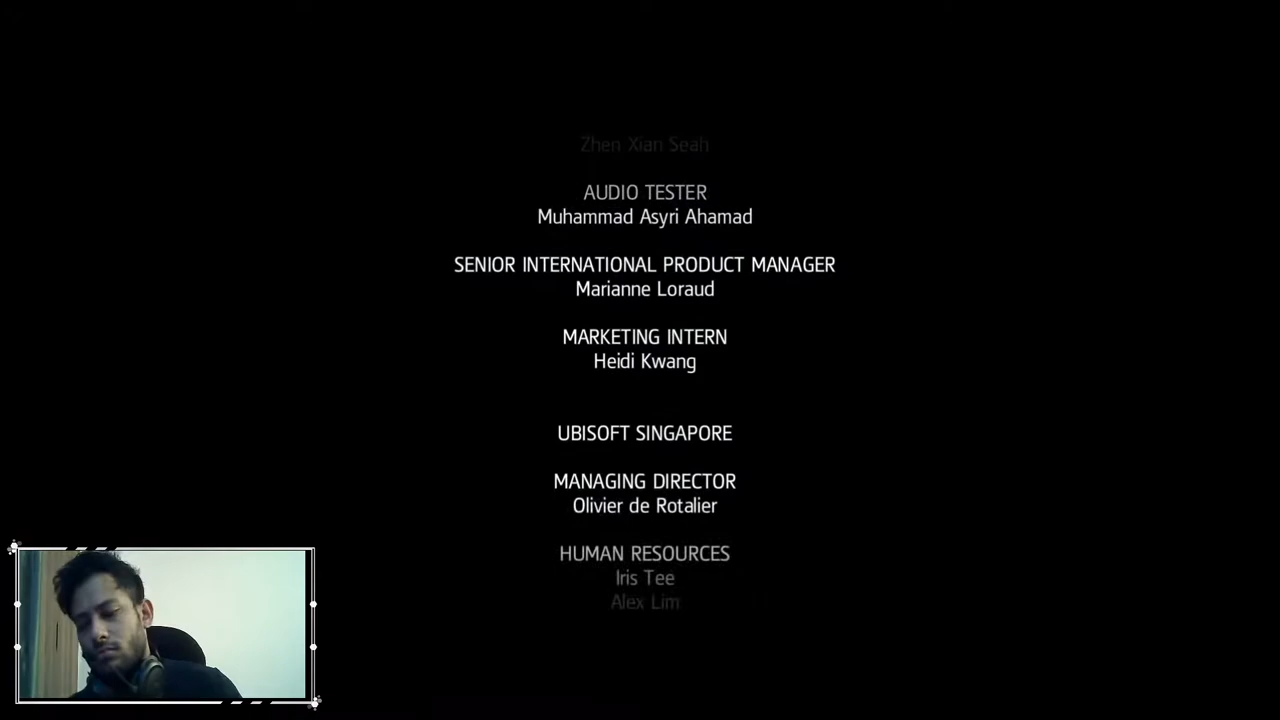 Zhen Xian Seah
AUDIO TESTER
Muhammad Asyri Ahamad
SENIOR INTERNATIONAL PRODUCT MANAGER
Marianne Loraud
MARKETING INTERN
Heidi Kwang
UBISOFT SINGAPORE
MANAGING DIRECTOR
Olivier de Rotalier
HUMAN RESOURCES
Iris Tee
Alex Lim